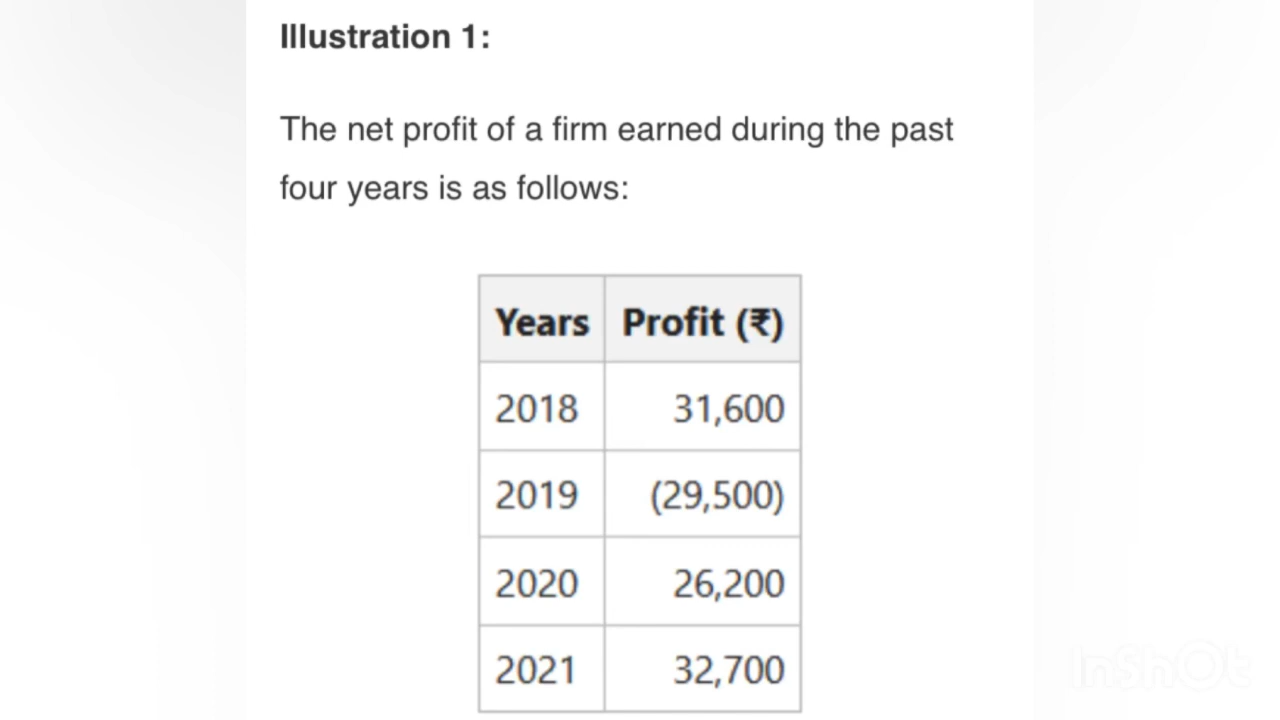 Illustration 1:
The net profit of a firm earned during the past
four years is as follows:
Years Profit (₹)
2018 31,600
2019 (29,500)
2020 26,200
2021 32,700
InShOt